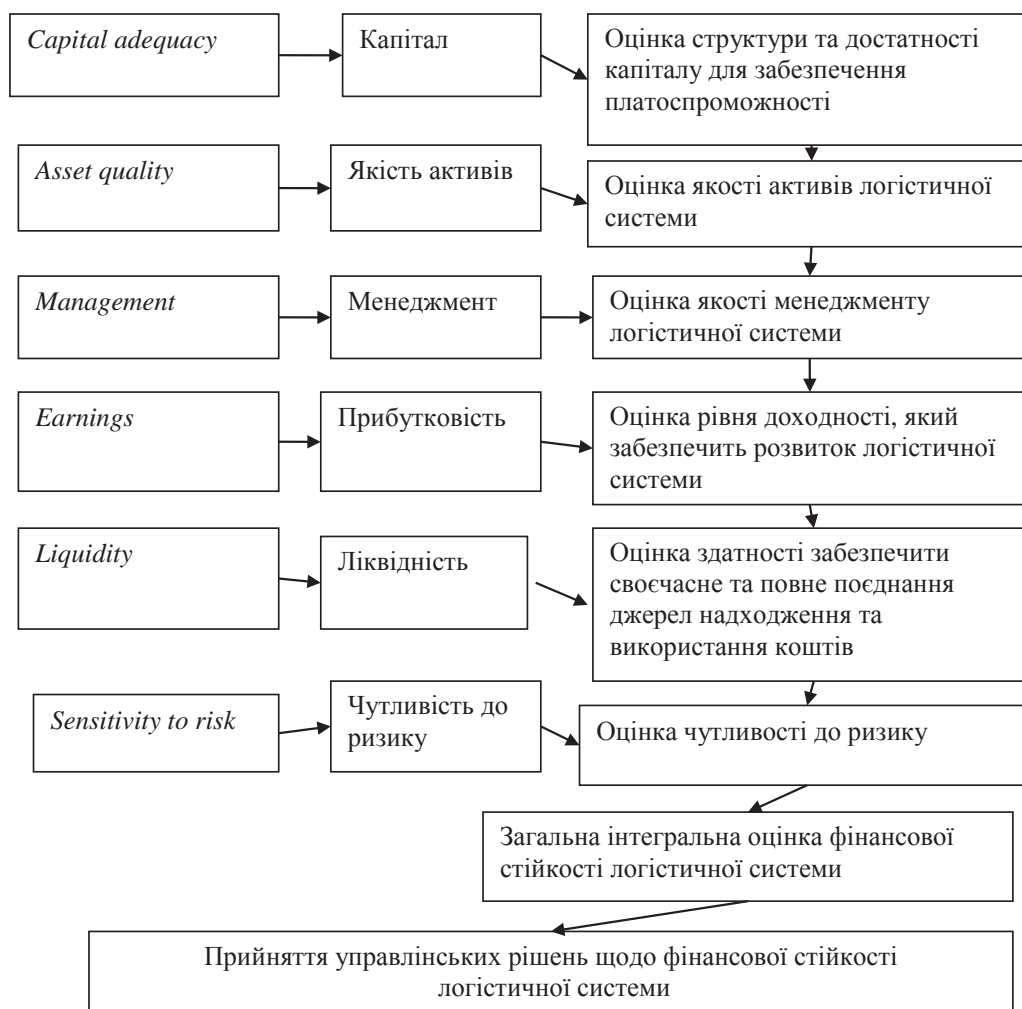 Capital adequacy
Капітал
Оцінка структури та достатності
капіталу для забезпечення
платоспроможності
Asset quality
Якість активів
Оцінка якості активів логістичної
системи
Management
Менеджмент
Оцінка якості менеджменту
логістичної системи
Earnings
Прибутковість
Оцінка рівня доходності, який
забезпечить розвиток логістичної
системи
Liquidity
Ліквідність
Оцінка здатності забезпечити
своєчасне та повне поєднання
джерел надходження та
використання коштів
Sensitivity to risk
Чутливість до
ризику
Оцінка чутливості до ризику
Загальна інтегральна оцінка фінансової
стійкості логістичної системи
Прийняття управлінських рішень щодо фінансової стійкості
логістичної системи